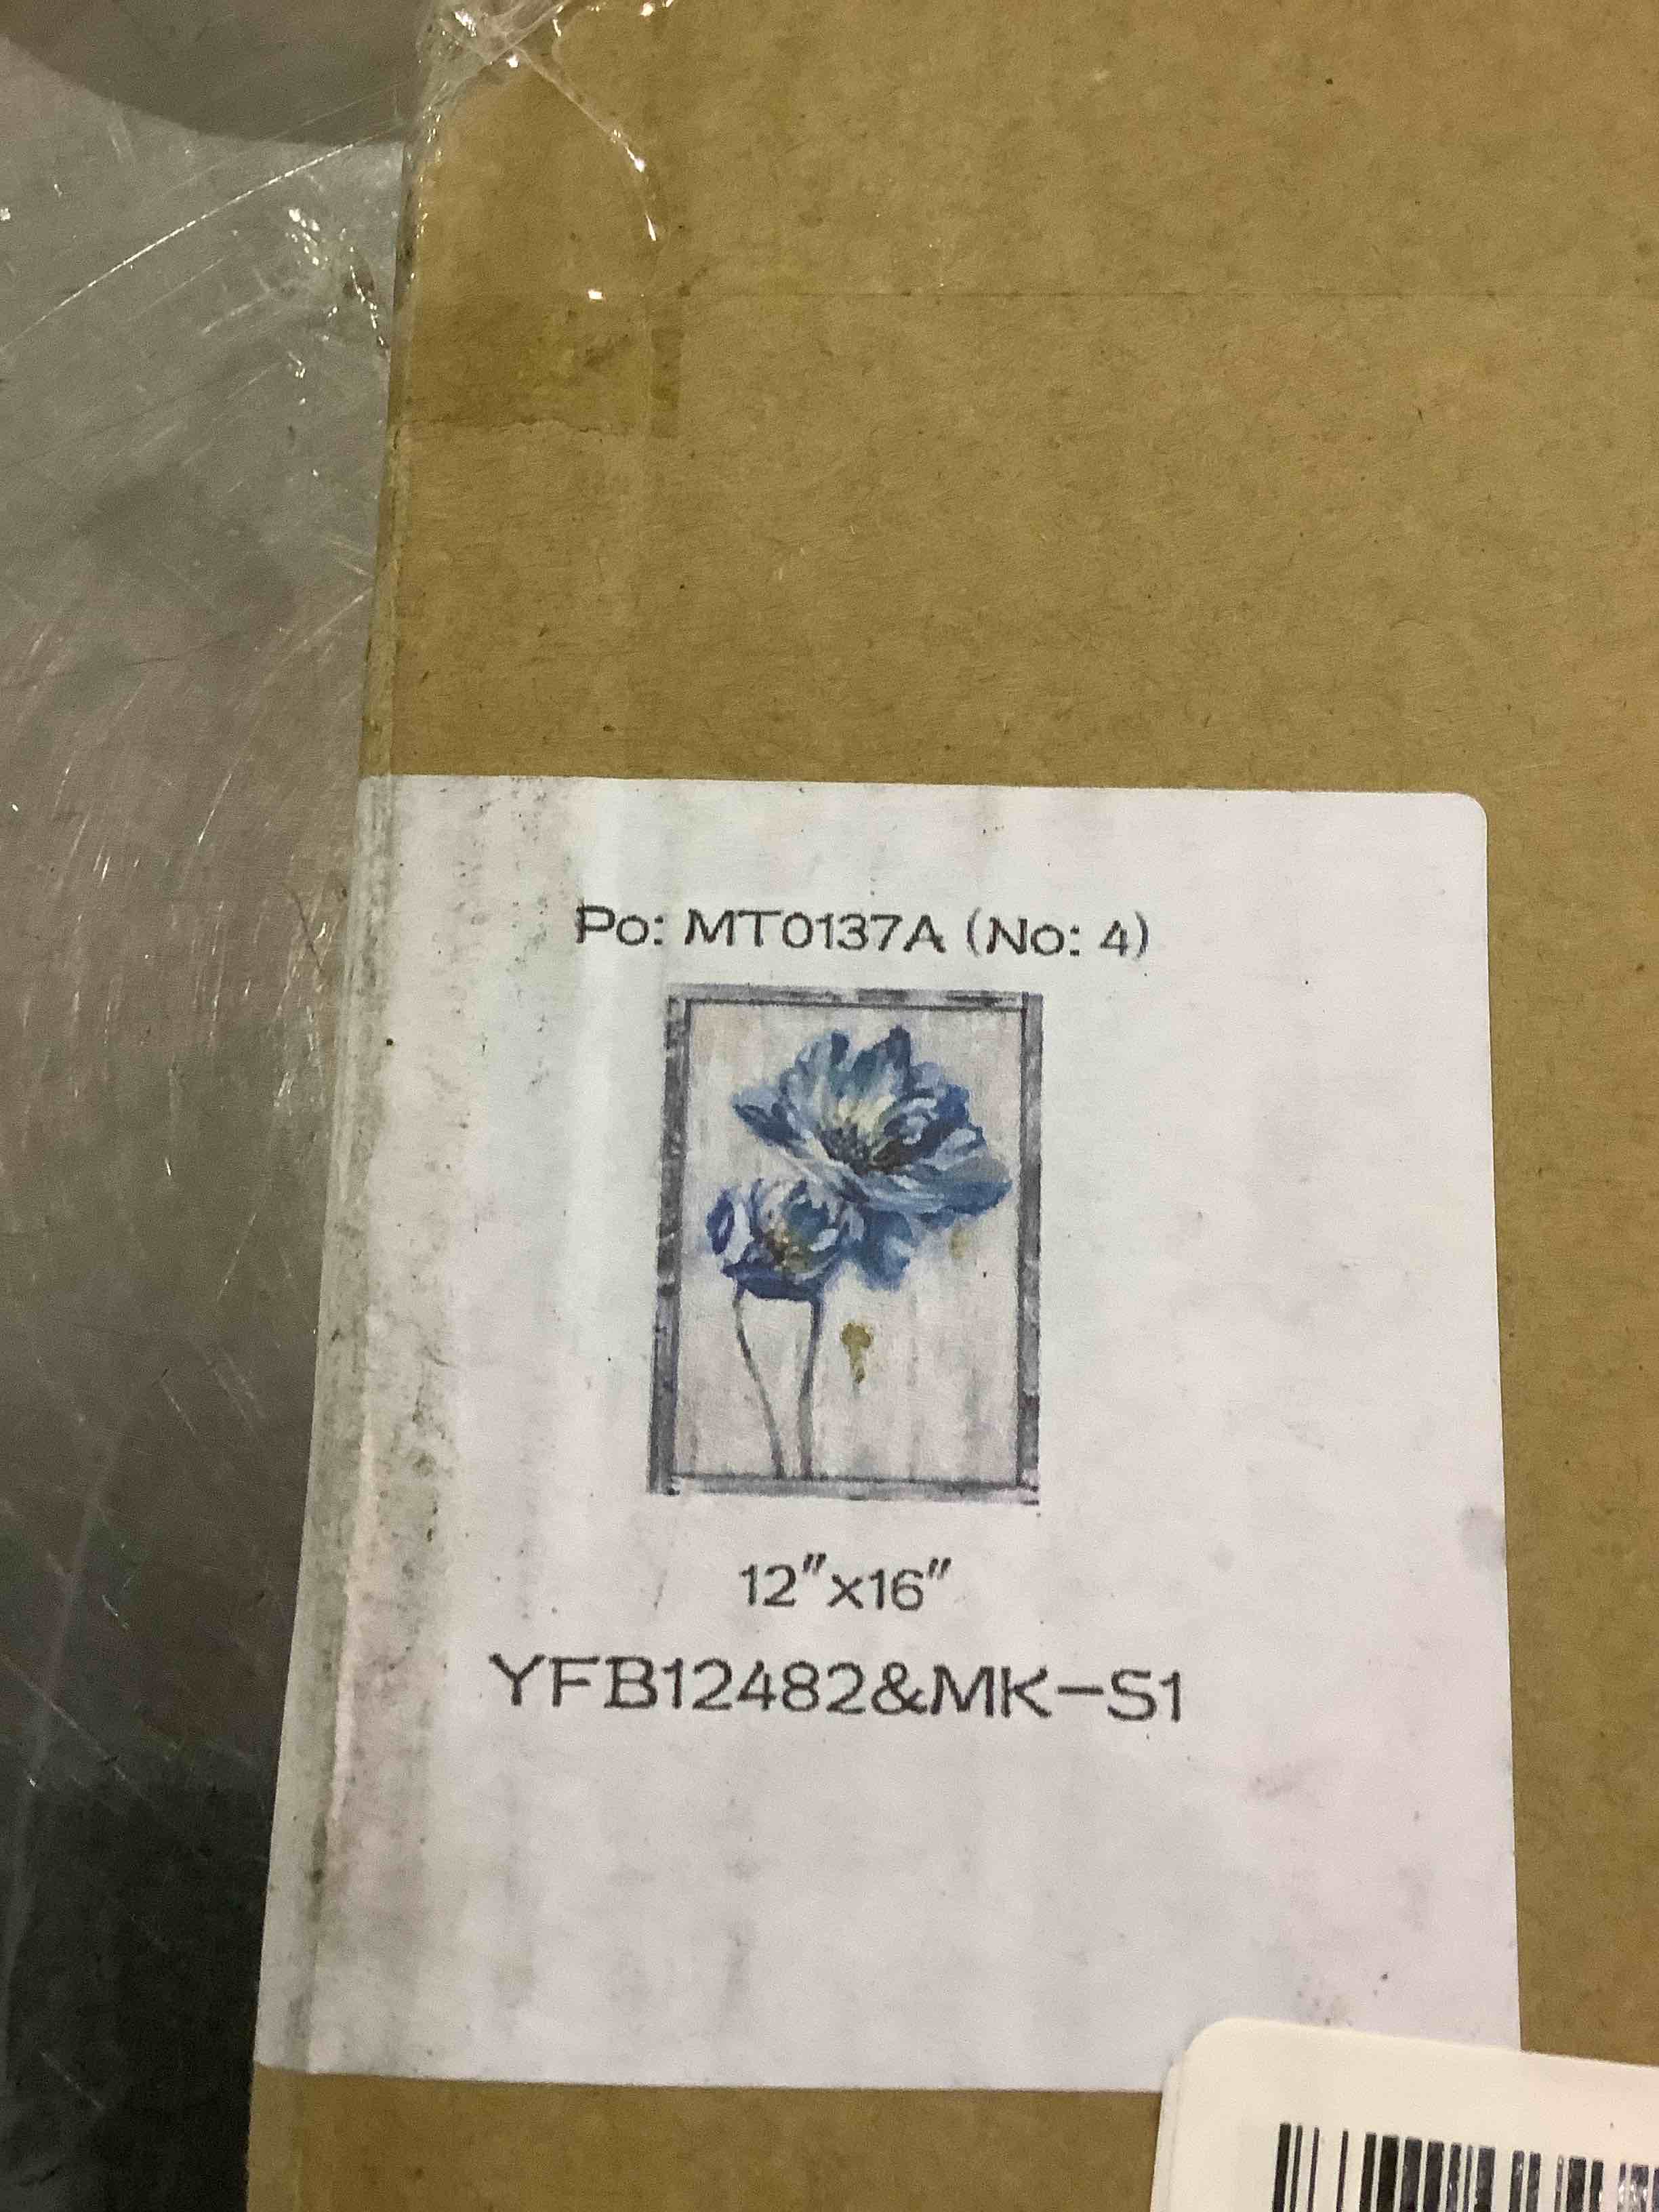 Po: MT0137A (No: 4)
12"x16"
YFB12482&MK-S1